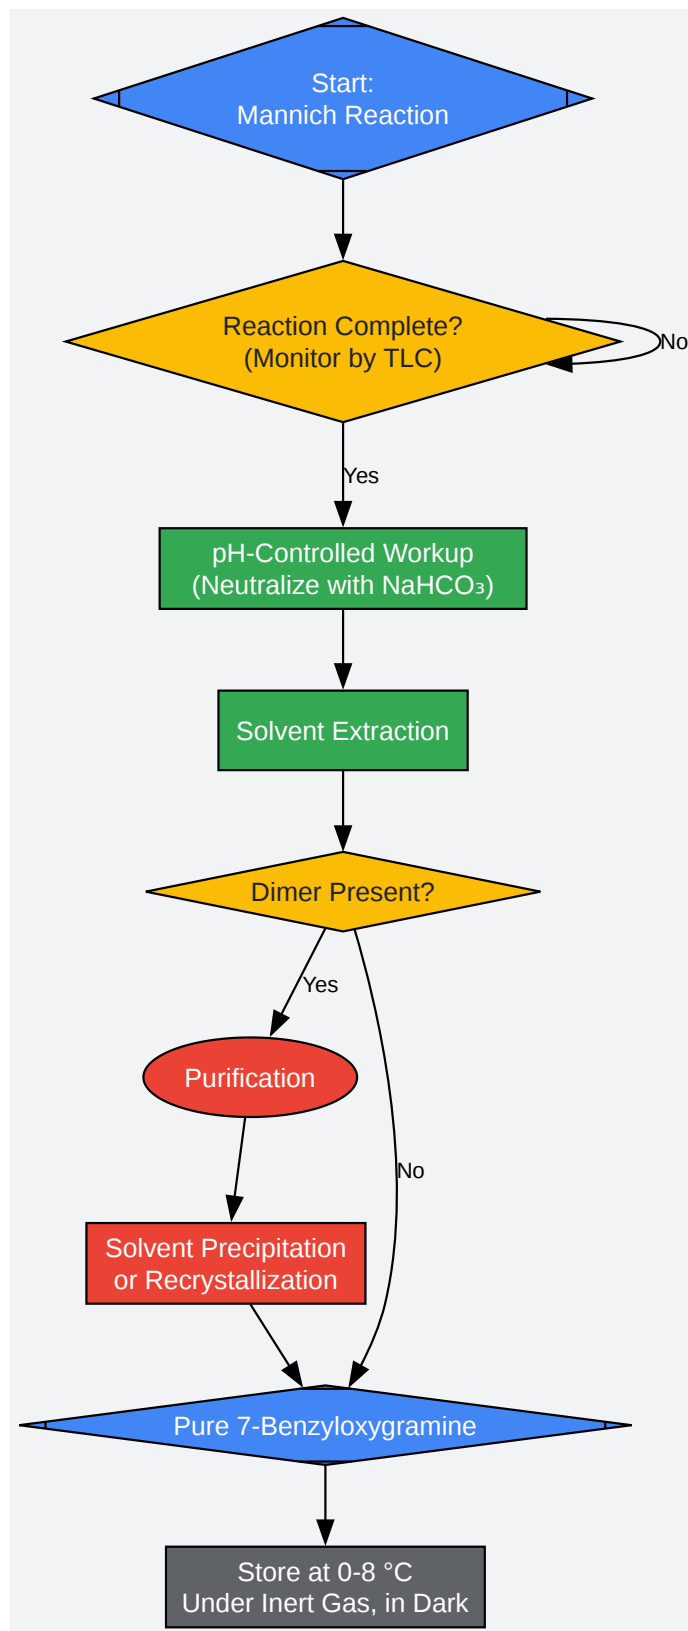 Start:
Mannich Reaction
Reaction Complete?
(Monitor by TLC)
No
Yes
pH-Controlled Workup
(Neutralize with NaHCO₃)
Solvent Extraction
Dimer Present?
Yes
Purification
No
Solvent Precipitation
or Recrystallization
Pure 7-Benzyloxygramine
Store at 0-8 °C
Under Inert Gas, in Dark